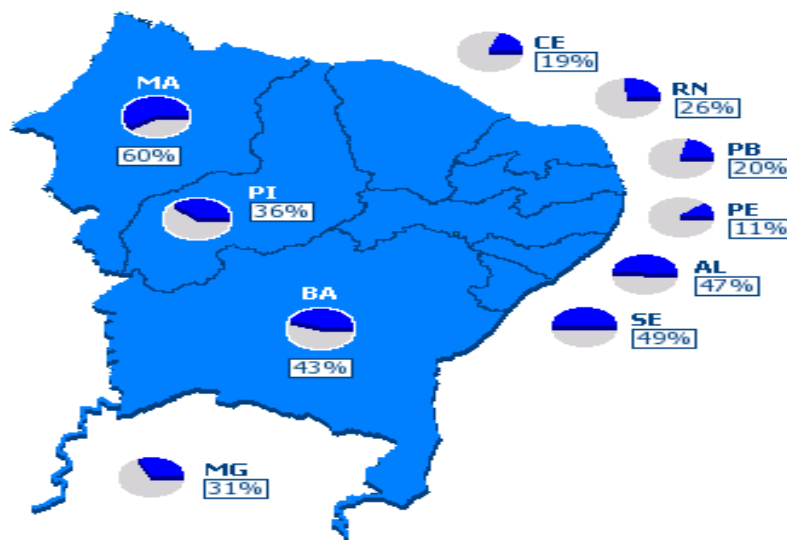 CE
19%
MA
60%
RN
26%
PB
20%
PI
36%
PE
11%
AL
47%
BA
43%
SE
49%
MG
31%